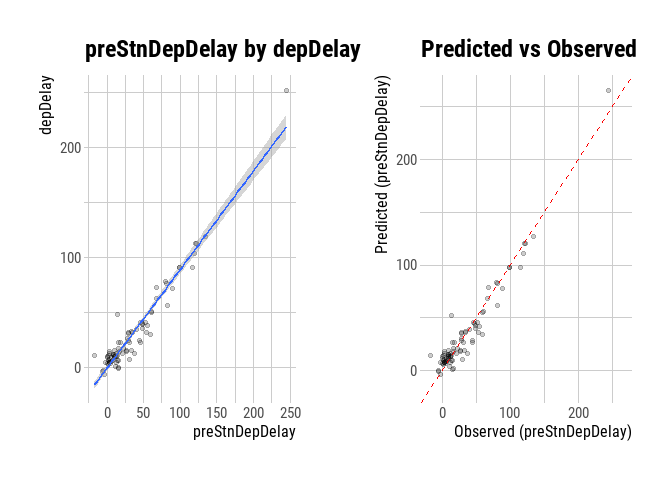 preStnDepDelay by depDelay
depDelay
200
100
0
0 50 100 150 200 250
preStnDepDelay
Predicted vs Observed
Predicted (preStnDepDelay)
200
100
0
0 100 200
Observed (preStnDepDelay)